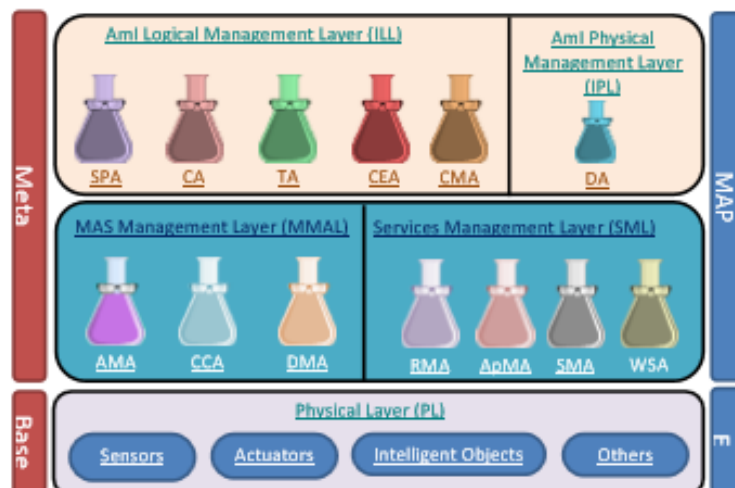 AmI Logical Management Layer (ILL)
AmI Physical
Management Layer
(IPL)
SPA
CA
TA
CEA
CMA
DA
Meta
MAP
MAS Management Layer (MMAL)
Services Management Layer (SML)
AMA
CCA
DMA
RMA
ApMA
SMA
WSA
Base
Physical Layer (PL)
Sensors
Actuators
Intelligent Objects
Others